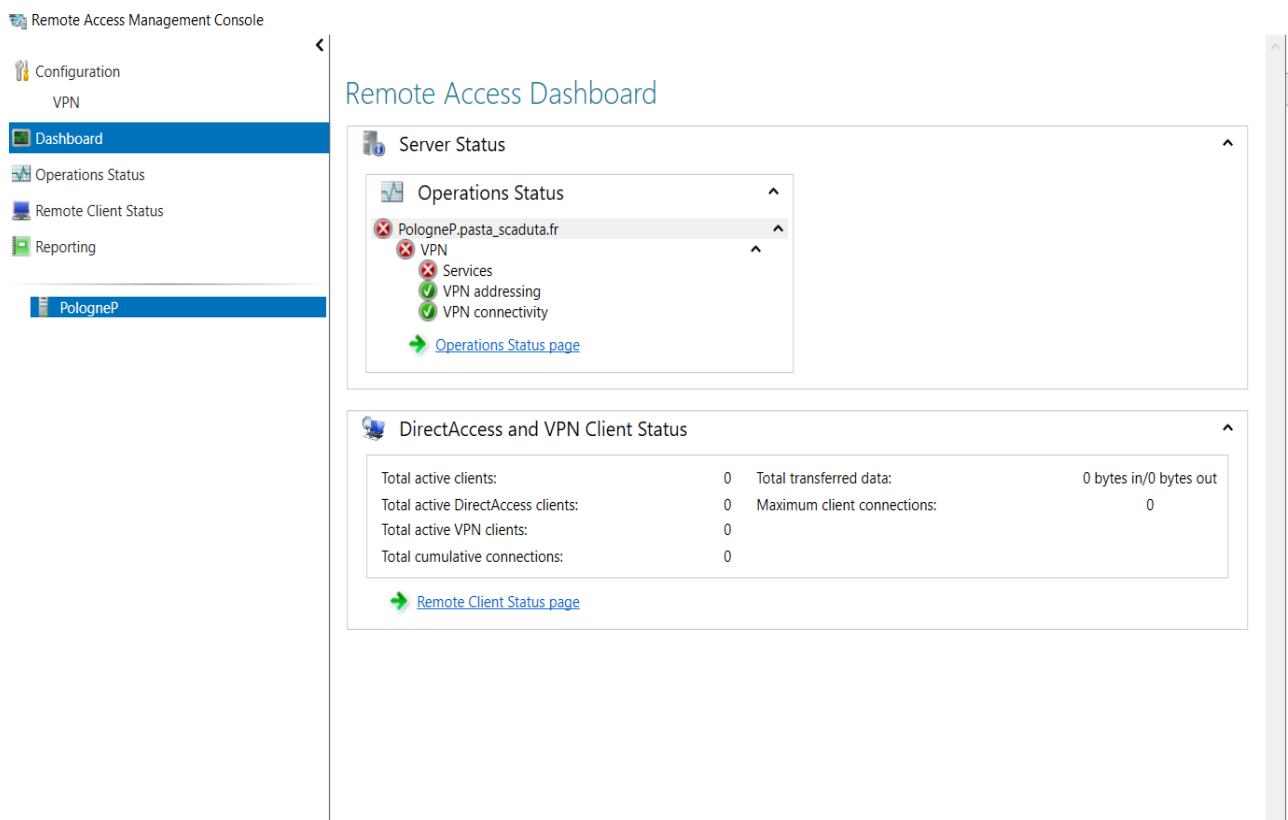 Remote Access Management Console
Configuration
VPN
Dashboard
Operations Status
Remote Client Status
Reporting
PologneP
Remote Access Dashboard
Server Status
Operations Status
PologneP.pasta_scaduta.fr
VPN
Services
VPN addressing
VPN connectivity
Operations Status page
DirectAccess and VPN Client Status
Total active clients: 0 Total transferred data: 0 bytes in/0 bytes out
Total active DirectAccess clients: 0 Maximum client connections: 0
Total active VPN clients: 0
Total cumulative connections: 0
Remote Client Status page